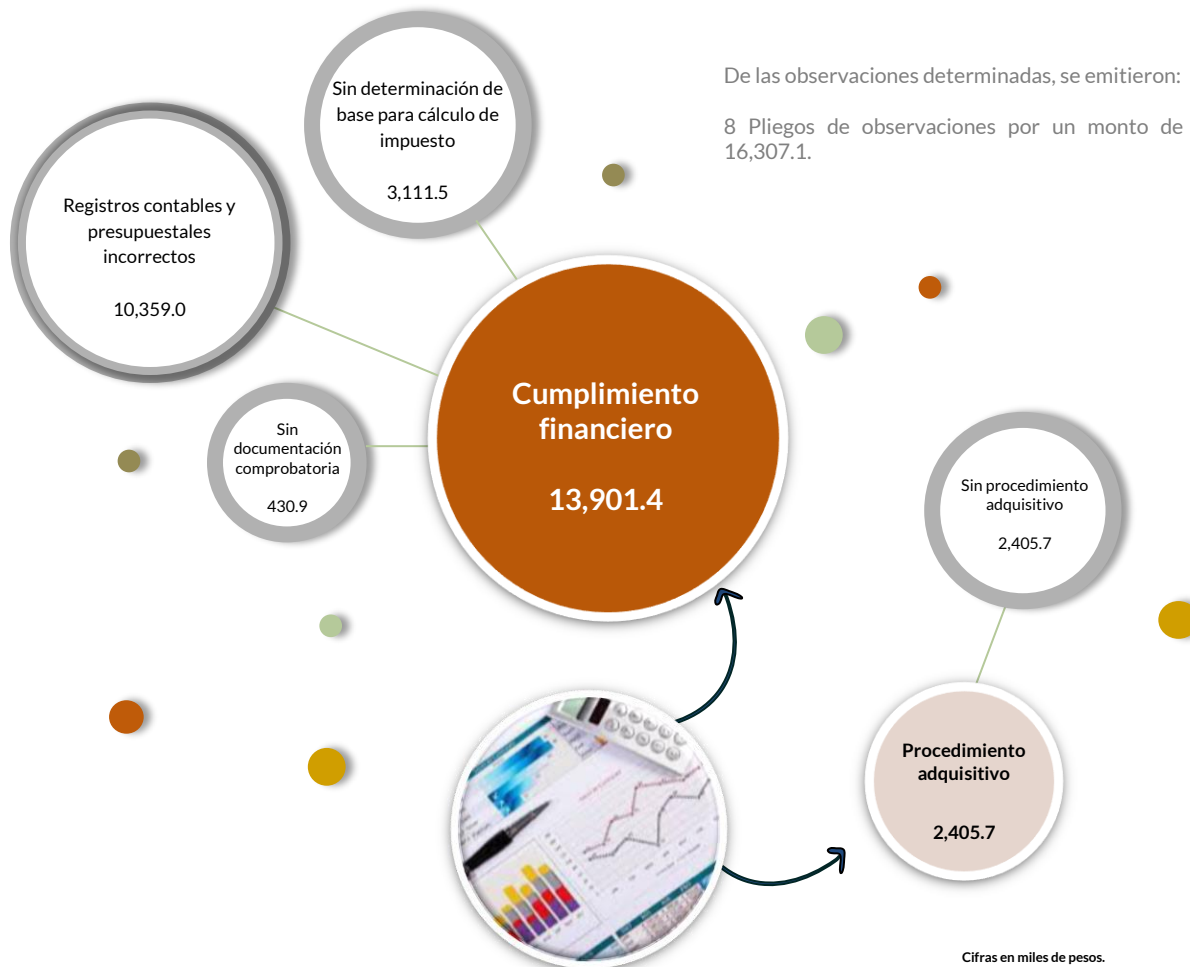 De las observaciones determinadas, se emitieron:
8 Pliegos de observaciones por un monto de
16,307.1.
Sin determinación de
base para cálculo de
impuesto
3,111.5
Registros contables y
presupuestales
incorrectos
10,359.0
Sin
documentación
comprobatoria
430.9
Cumplimiento
financiero
13,901.4
Sin procedimiento
adquisitivo
2,405.7
Procedimiento
adquisitivo
2,405.7
Cifras en miles de pesos.